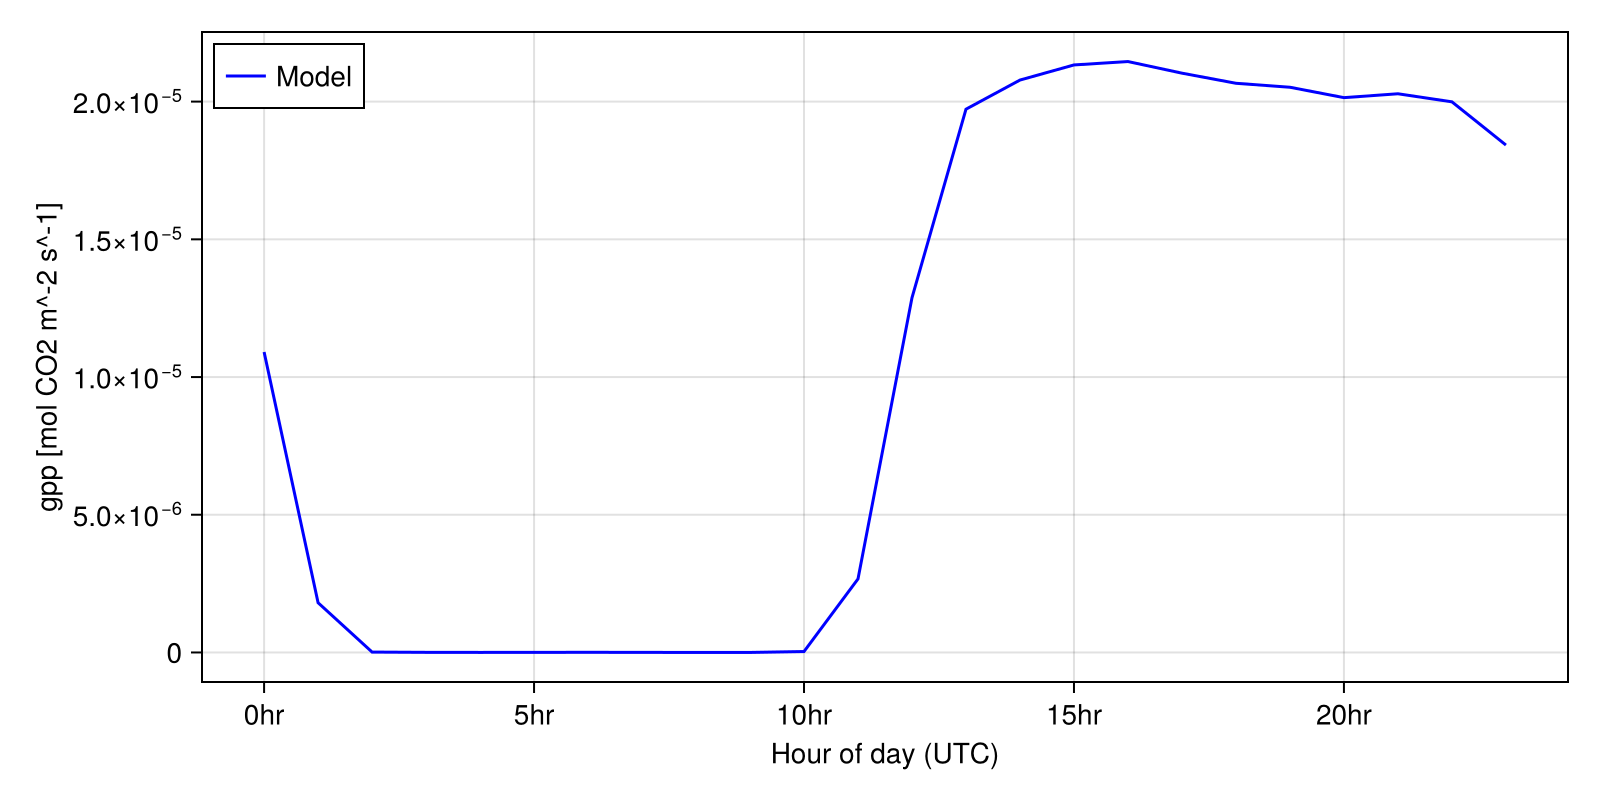 Model
gpp [mol CO2 m^-2 s^-1]
2.0×10⁻⁵
1.5×10⁻⁵
1.0×10⁻⁵
5.0×10⁻⁶
0
0hr 5hr 10hr 15hr 20hr
Hour of day (UTC)